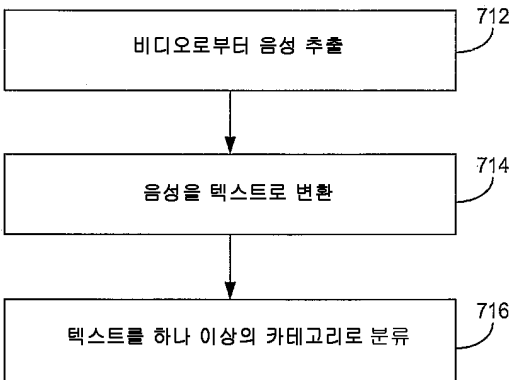 712
비디오로부터 음성 추출
714
음성을 텍스트로 변환
716
텍스트를 하나 이상의 카테고리로 분류